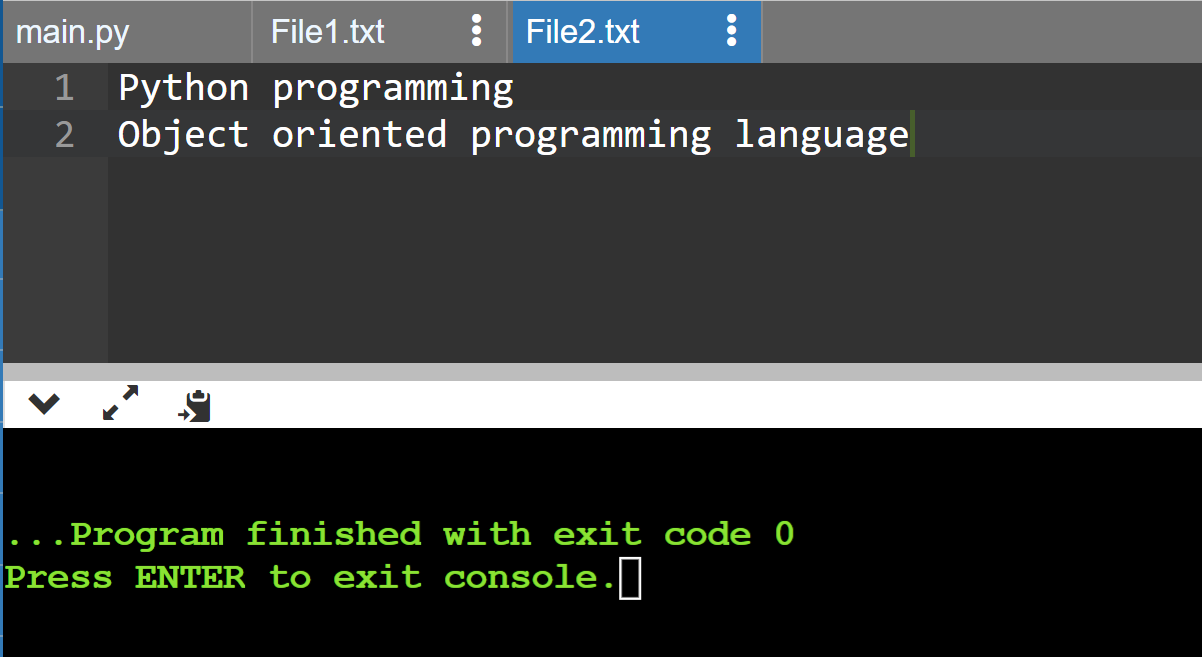 main.py File1.txt File2.txt
1 Python programming
2 Object oriented programming language
...Program finished with exit code 0
Press ENTER to exit console.